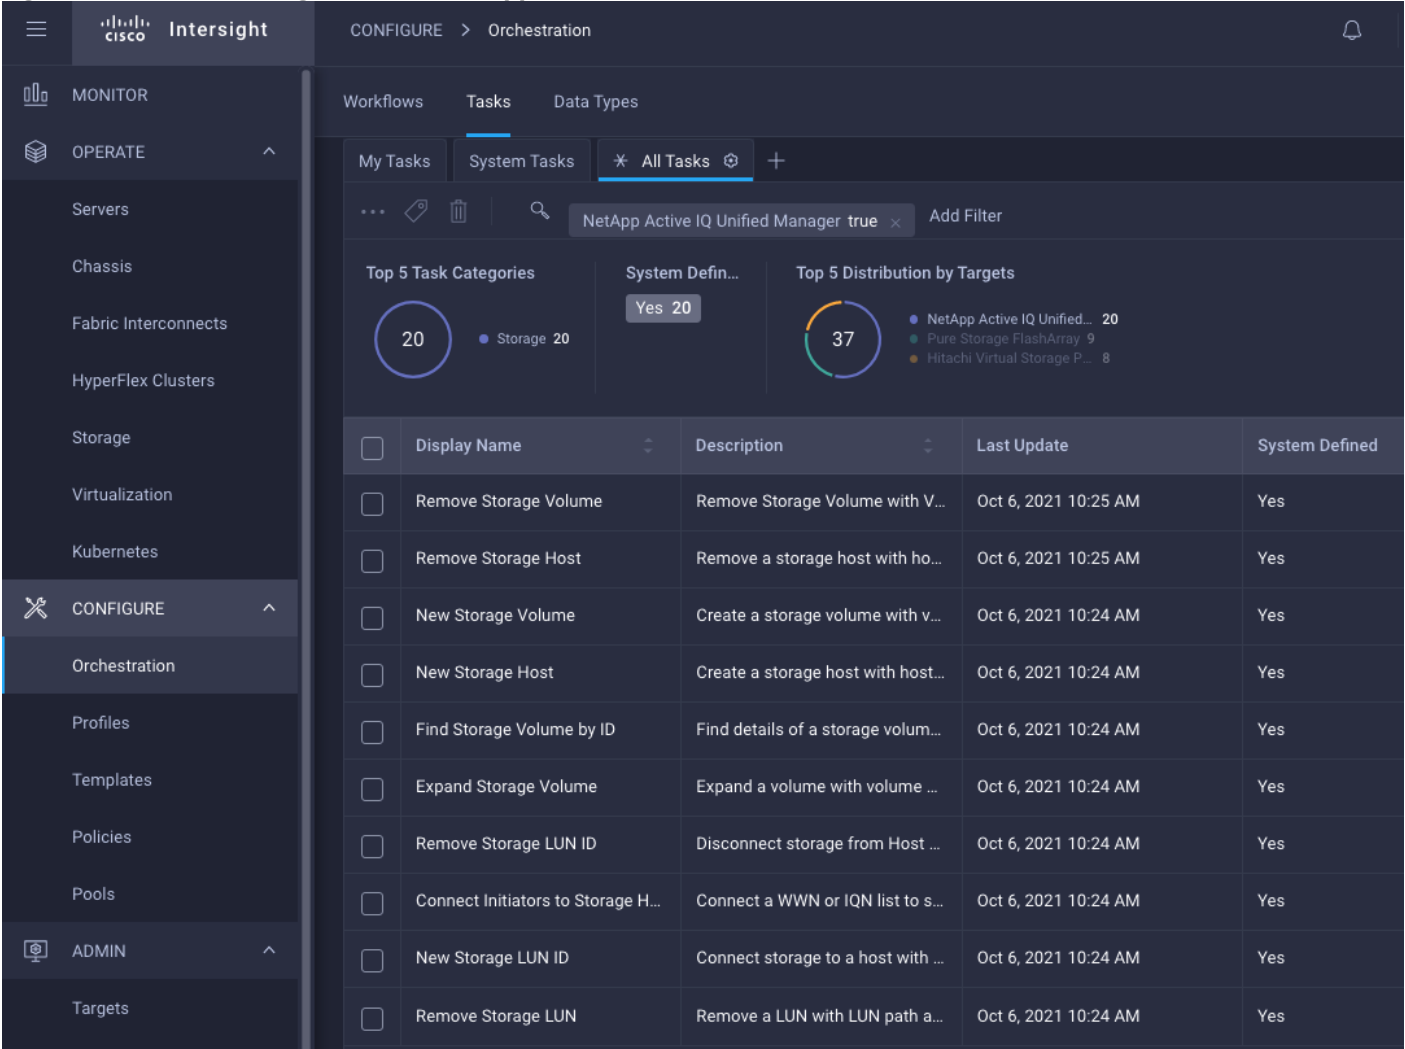 CISCO Intersight
CONFIGURE > Orchestration
MONITOR
OPERATE
Servers
Chassis
Fabric Interconnects
HyperFlex Clusters
Storage
Virtualization
Kubernetes
CONFIGURE
Orchestration
Profiles
Templates
Policies
Pools
ADMIN
Targets
Workflows Tasks Data Types
My Tasks System Tasks All Tasks
NetApp Active IQ Unified Manager true Add Filter
Top 5 Task Categories
20
Storage 20
System Defin...
Yes 20
Top 5 Distribution by Targets
37
NetApp Active IQ Unified... 20
Pure Storage FlashArray 9
Hitachi Virtual Storage P... 8
Display Name Description Last Update System Defined
Remove Storage Volume Remove Storage Volume with V... Oct 6, 2021 10:25 AM Yes
Remove Storage Host Remove a storage host with ho... Oct 6, 2021 10:25 AM Yes
New Storage Volume Create a storage volume with v... Oct 6, 2021 10:24 AM Yes
New Storage Host Create a storage host with host... Oct 6, 2021 10:24 AM Yes
Find Storage Volume by ID Find details of a storage volum... Oct 6, 2021 10:24 AM Yes
Expand Storage Volume Expand a volume with volume ... Oct 6, 2021 10:24 AM Yes
Remove Storage LUN ID Disconnect storage from Host ... Oct 6, 2021 10:24 AM Yes
Connect Initiators to Storage H... Connect a WWN or IQN list to s... Oct 6, 2021 10:24 AM Yes
New Storage LUN ID Connect storage to a host with ... Oct 6, 2021 10:24 AM Yes
Remove Storage LUN Remove a LUN with LUN path a... Oct 6, 2021 10:24 AM Yes